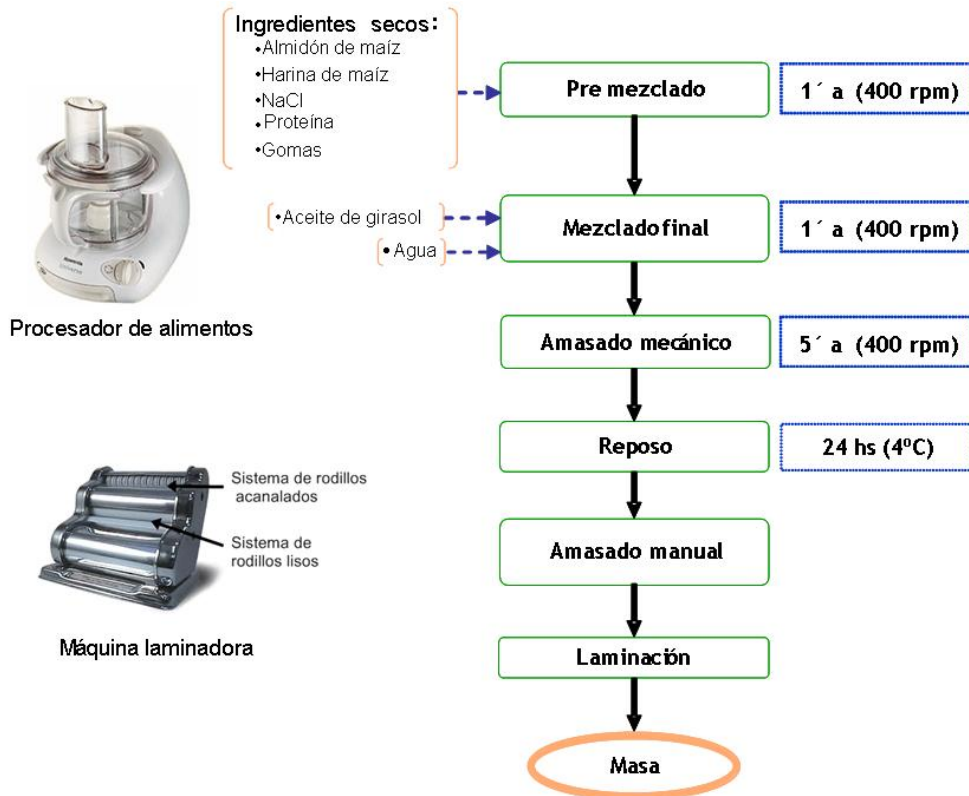 Ingredientes secos:
•Almidón de maíz
•Harina de maíz
•NaCl
•Proteína
•Gomas
Pre mezclado
1´ a (400 rpm)
•Aceite de girasol
• Agua
Mezclado final
1´ a (400 rpm)
Procesador de alimentos
Amasado mecánico
5´ a (400 rpm)
Reposo
24 hs (4ºC)
Sistema de rodillos
acanalados
Sistema de
rodillos lisos
Máquina laminadora
Amasado manual
Laminación
Masa